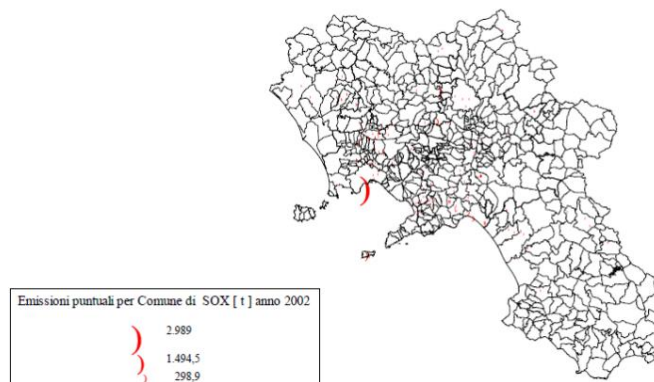 Emissioni puntuali per Comune di SOX [ t ] anno 2002
2.989
1.494,5
298,9